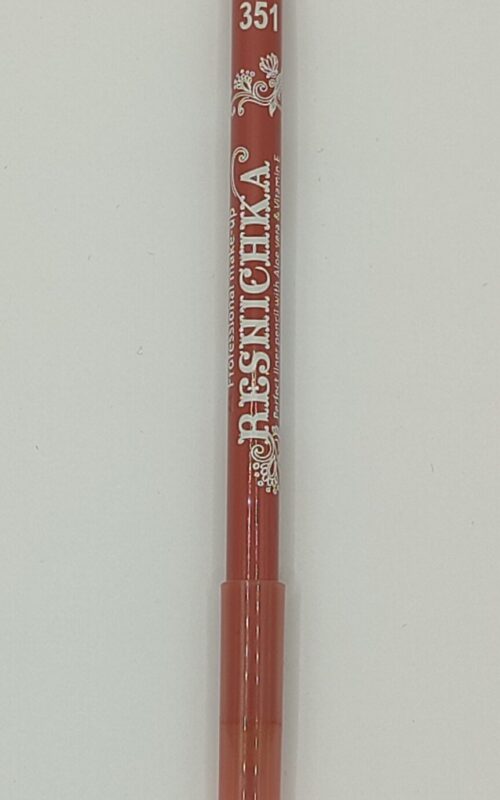 351
Professional make-up
RESNICHKA
Perfect liner pencil with Aloe vera & Vitamin E